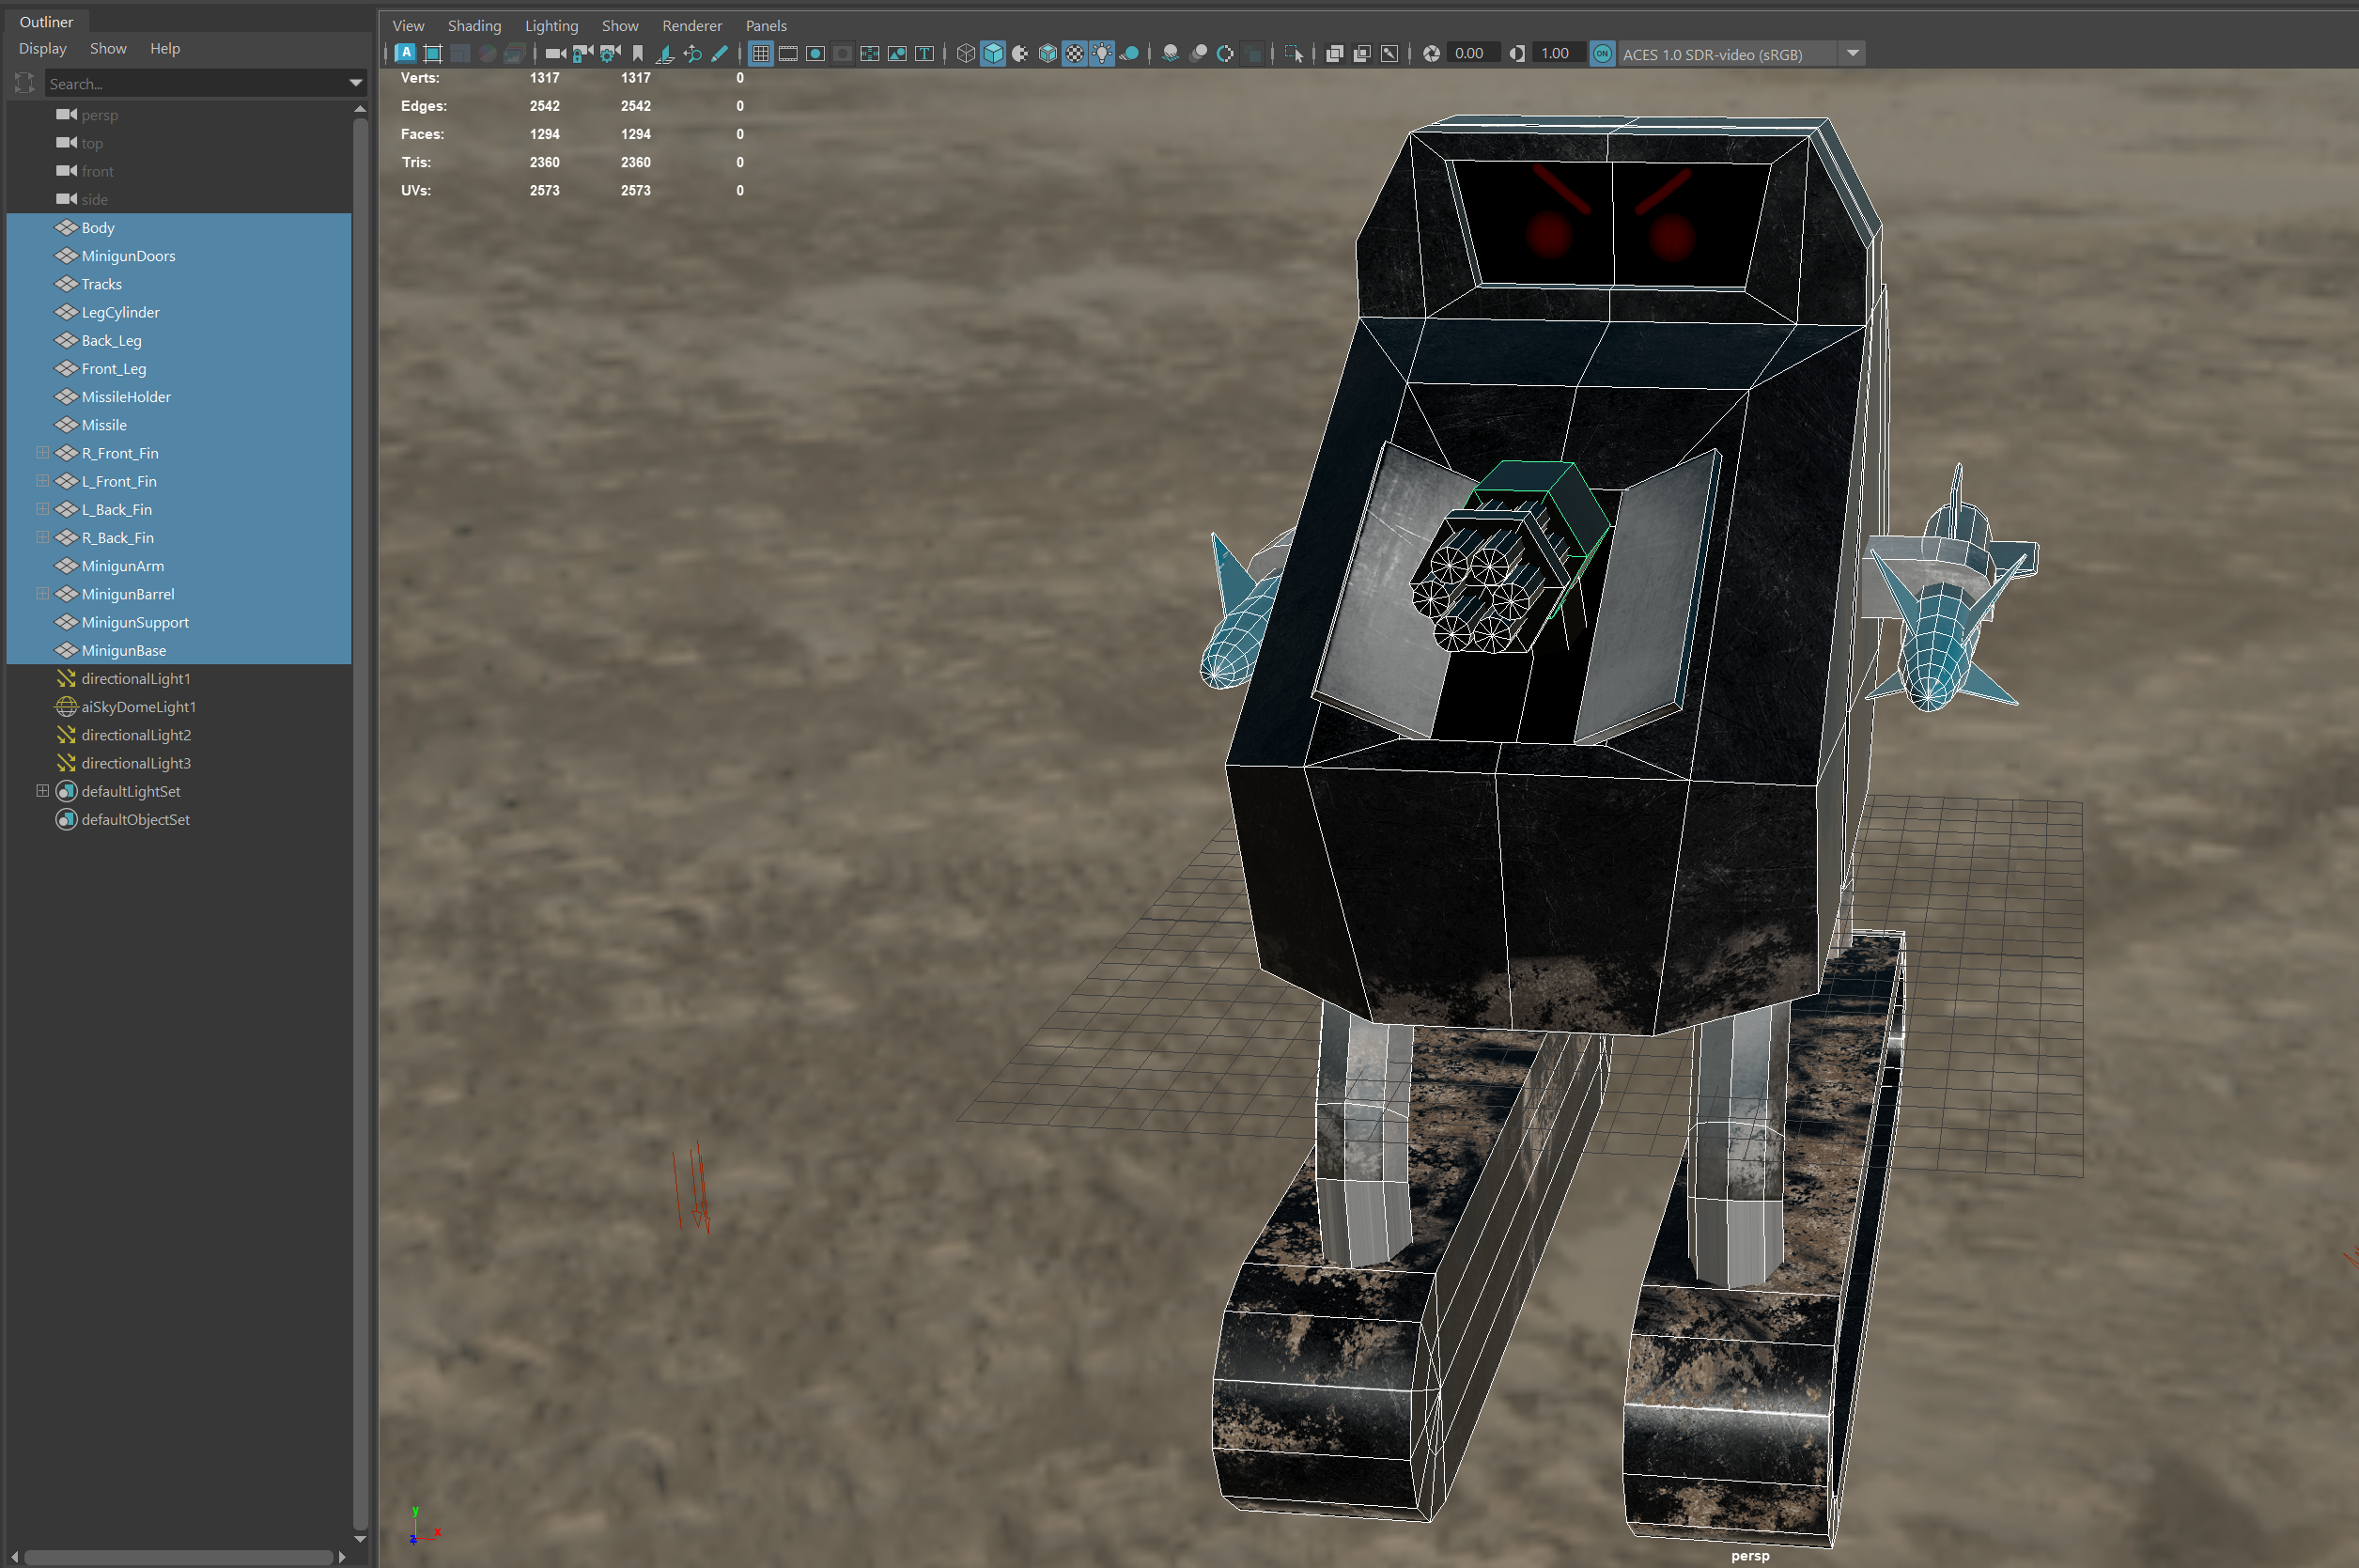 Outliner
Display Show Help
Search...
persp
top
front
side
Body
MinigunDoors
Tracks
LegCylinder
Back_Leg
Front_Leg
MissileHolder
Missile
R_Front_Fin
L_Front_Fin
L_Back_Fin
R_Back_Fin
MinigunArm
MinigunBarrel
MinigunSupport
MinigunBase
directionalLight1
aiSkyDomeLight1
directionalLight2
directionalLight3
defaultLightSet
defaultObjectSet
View Shading Lighting Show Renderer Panels
A T 0.00 1.00 ON ACES 1.0 SDR-video (sRGB)
Verts: 1317 1317 0
Edges: 2542 2542 0
Faces: 1294 1294 0
Tris: 2360 2360 0
UVs: 2573 2573 0
y
z x
persp